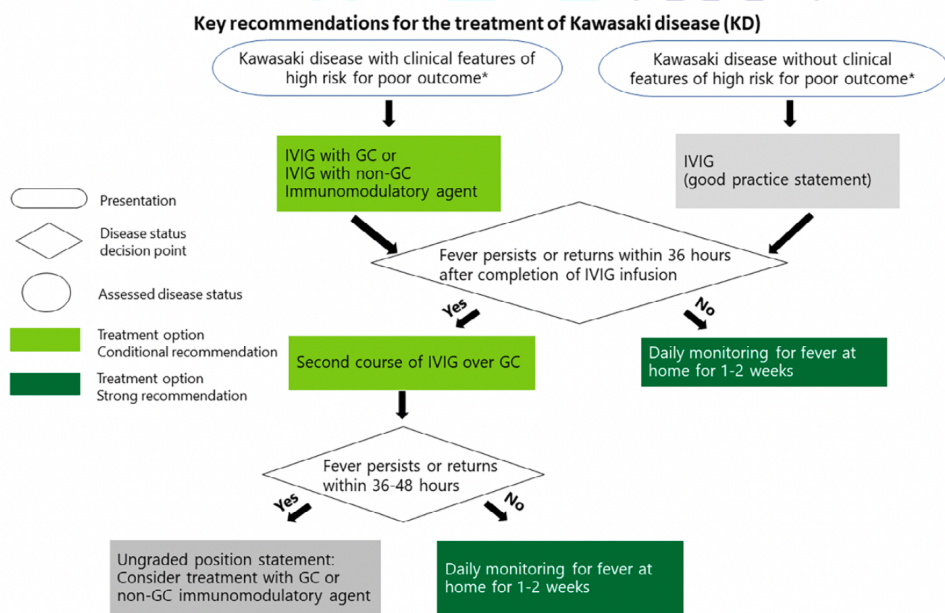 Key recommendations for the treatment of Kawasaki disease (KD)
Kawasaki disease with clinical features of
high risk for poor outcome*
Kawasaki disease without clinical
features of high risk for poor outcome*
IVIG with GC or
IVIG with non-GC
Immunomodulatory agent
IVIG
(good practice statement)
Presentation
Disease status
decision point
Assessed disease status
Treatment option
Conditional recommendation
Treatment option
Strong recommendation
Fever persists or returns within 36 hours
after completion of IVIG infusion
Yes
No
Second course of IVIG over GC
Daily monitoring for fever at
home for 1-2 weeks
Fever persists or returns
within 36-48 hours
Yes
No
Ungraded position statement:
Consider treatment with GC or
non-GC immunomodulatory agent
Daily monitoring for fever at
home for 1-2 weeks